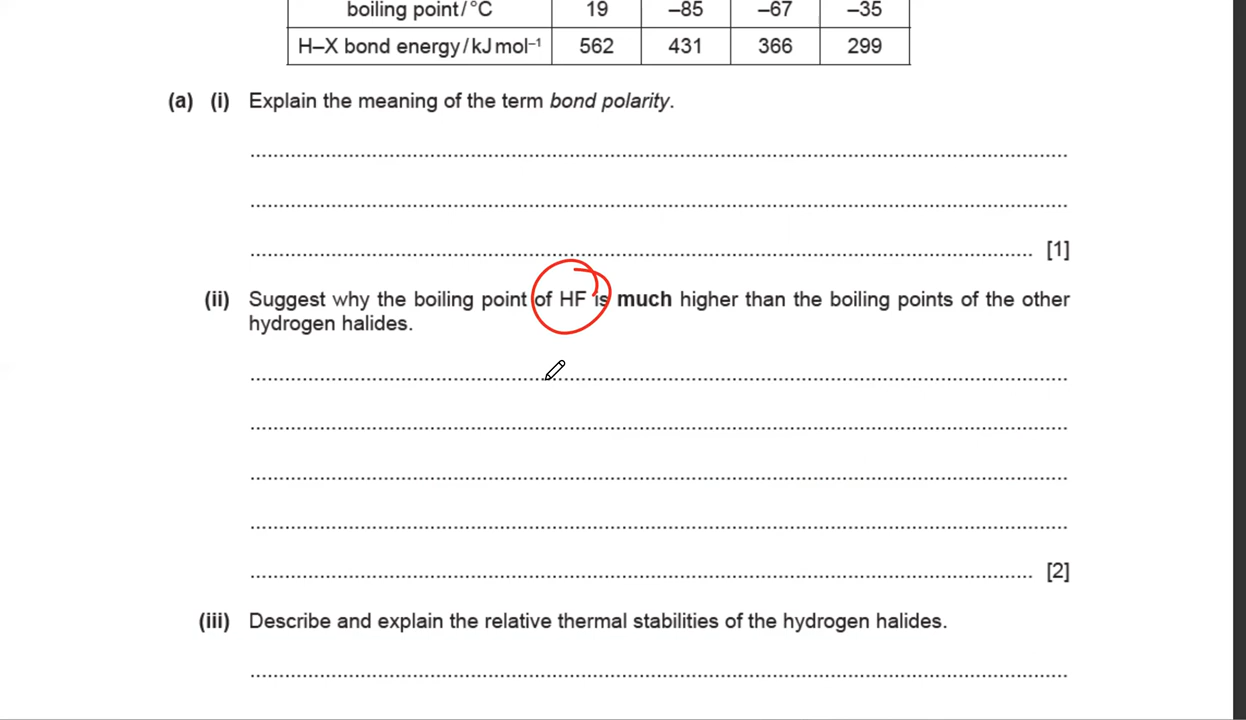 boiling point / °C 19 –85 –67 –35
H–X bond energy / kJ mol⁻¹ 562 431 366 299
(a) (i) Explain the meaning of the term bond polarity.
[1]
(ii) Suggest why the boiling point of HF is much higher than the boiling points of the other
hydrogen halides.
[2]
(iii) Describe and explain the relative thermal stabilities of the hydrogen halides.